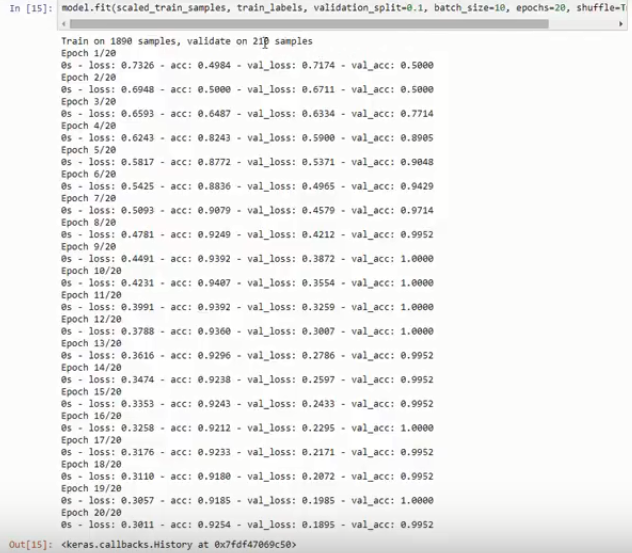 In [15]: model.fit(scaled_train_samples, train_labels, validation_split=0.1, batch_size=10, epochs=20, shuffle=T
Train on 1890 samples, validate on 210 samples
Epoch 1/20
0s - loss: 0.7326 - acc: 0.4984 - val_loss: 0.7174 - val_acc: 0.5000
Epoch 2/20
0s - loss: 0.6948 - acc: 0.5000 - val_loss: 0.6711 - val_acc: 0.5000
Epoch 3/20
0s - loss: 0.6593 - acc: 0.6487 - val_loss: 0.6334 - val_acc: 0.7714
Epoch 4/20
0s - loss: 0.6243 - acc: 0.8243 - val_loss: 0.5900 - val_acc: 0.8905
Epoch 5/20
0s - loss: 0.5817 - acc: 0.8772 - val_loss: 0.5371 - val_acc: 0.9048
Epoch 6/20
0s - loss: 0.5425 - acc: 0.8836 - val_loss: 0.4965 - val_acc: 0.9429
Epoch 7/20
0s - loss: 0.5093 - acc: 0.9079 - val_loss: 0.4579 - val_acc: 0.9714
Epoch 8/20
0s - loss: 0.4781 - acc: 0.9249 - val_loss: 0.4212 - val_acc: 0.9952
Epoch 9/20
0s - loss: 0.4491 - acc: 0.9392 - val_loss: 0.3872 - val_acc: 1.0000
Epoch 10/20
0s - loss: 0.4231 - acc: 0.9407 - val_loss: 0.3554 - val_acc: 1.0000
Epoch 11/20
0s - loss: 0.3991 - acc: 0.9392 - val_loss: 0.3259 - val_acc: 1.0000
Epoch 12/20
0s - loss: 0.3788 - acc: 0.9360 - val_loss: 0.3007 - val_acc: 1.0000
Epoch 13/20
0s - loss: 0.3616 - acc: 0.9296 - val_loss: 0.2786 - val_acc: 0.9952
Epoch 14/20
0s - loss: 0.3474 - acc: 0.9238 - val_loss: 0.2597 - val_acc: 0.9952
Epoch 15/20
0s - loss: 0.3353 - acc: 0.9243 - val_loss: 0.2433 - val_acc: 0.9952
Epoch 16/20
0s - loss: 0.3258 - acc: 0.9212 - val_loss: 0.2295 - val_acc: 1.0000
Epoch 17/20
0s - loss: 0.3176 - acc: 0.9233 - val_loss: 0.2171 - val_acc: 0.9952
Epoch 18/20
0s - loss: 0.3110 - acc: 0.9180 - val_loss: 0.2072 - val_acc: 0.9952
Epoch 19/20
0s - loss: 0.3057 - acc: 0.9185 - val_loss: 0.1985 - val_acc: 1.0000
Epoch 20/20
0s - loss: 0.3011 - acc: 0.9254 - val_loss: 0.1895 - val_acc: 0.9952
Out[15]: <keras.callbacks.History at 0x7fdf47069c50>